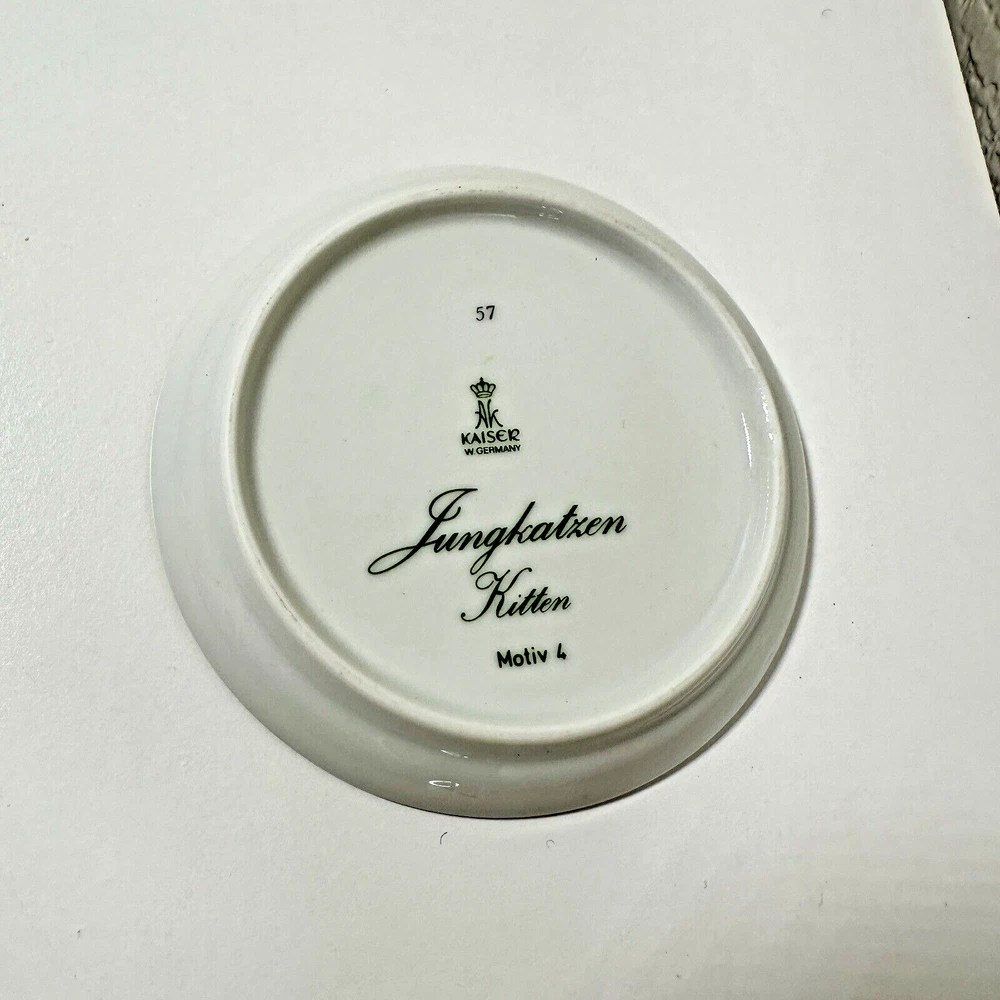 57
AK
KAISER
W. GERMANY
Jungkatzen
Kitten
Motiv 4